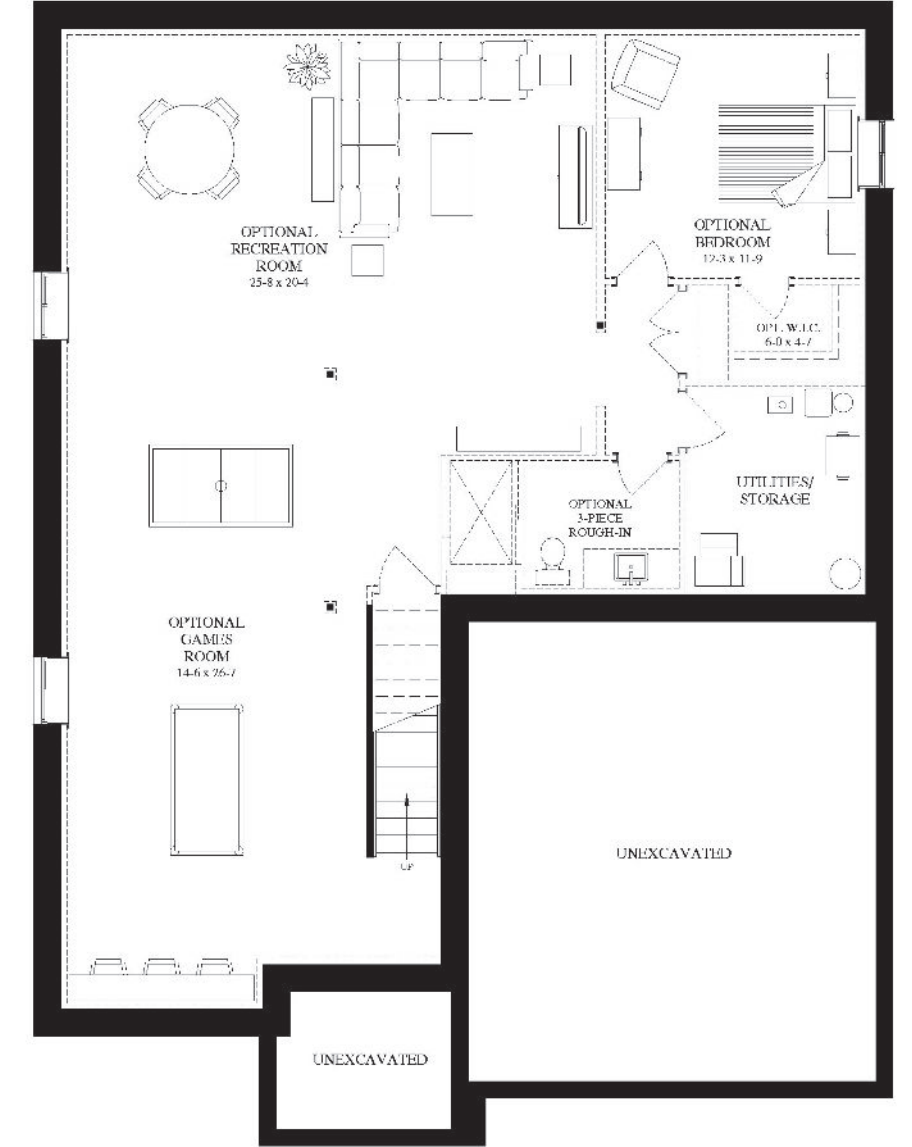 OPTIONAL
RECREATION
ROOM
25-8 x 20-4
OPTIONAL
BEDROOM
12-3 x 11-9
OPT. W.I.C.
6-0 x 4-7
UTILITIES/
STORAGE
OPTIONAL
3-PIECE
ROUGH-IN
OPTIONAL
GAMES
ROOM
14-6 x 26-7
UP
UNEXCAVATED
UNEXCAVATED